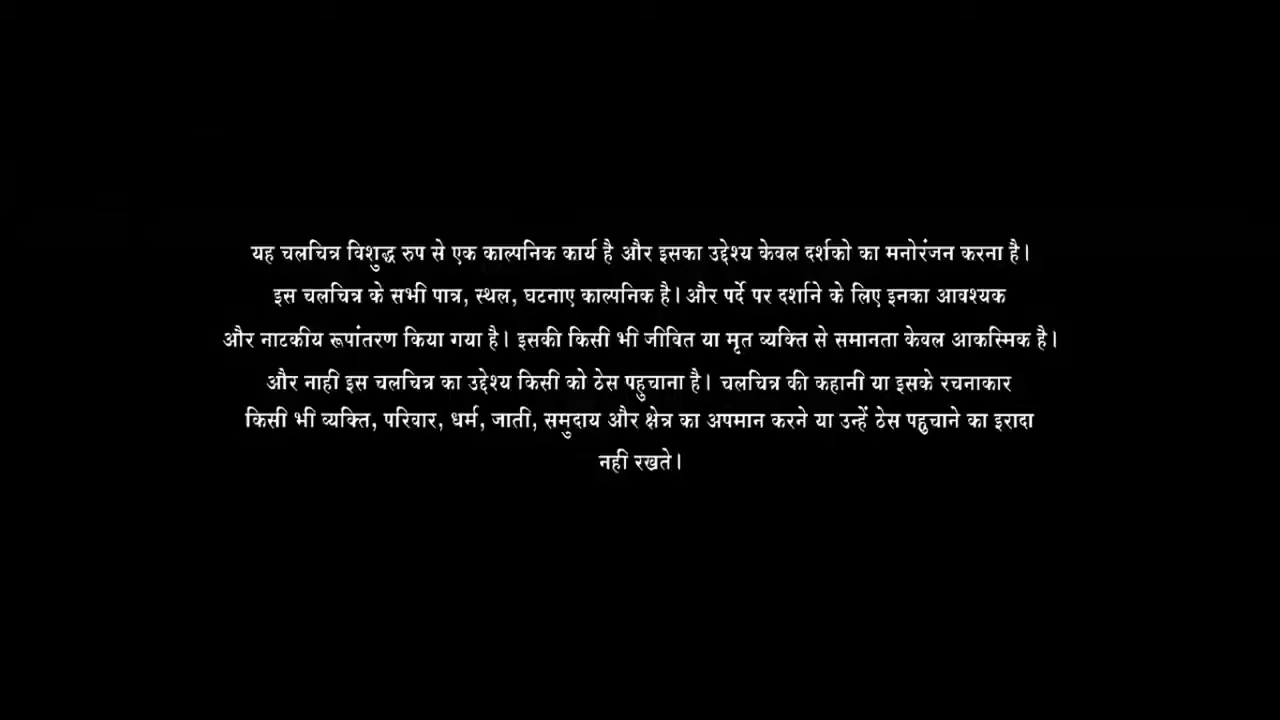 यह चलचित्र विशुद्ध रुप से एक काल्पनिक कार्य है और इसका उद्देश्य केवल दर्शको का मनोरंजन करना है।
इस चलचित्र के सभी पात्र, स्थल, घटनाए काल्पनिक है। और पर्दे पर दर्शाने के लिए इनका आवश्यक
और नाटकीय रूपांतरण किया गया है। इसकी किसी भी जीवित या मृत व्यक्ति से समानता केवल आकस्मिक है।
और नाही इस चलचित्र का उद्देश्य किसी को ठेस पहुचाना है। चलचित्र की कहानी या इसके रचनाकार
किसी भी व्यक्ति, परिवार, धर्म, जाती, समुदाय और क्षेत्र का अपमान करने या उन्हें ठेस पहुचाने का इरादा
नही रखते।